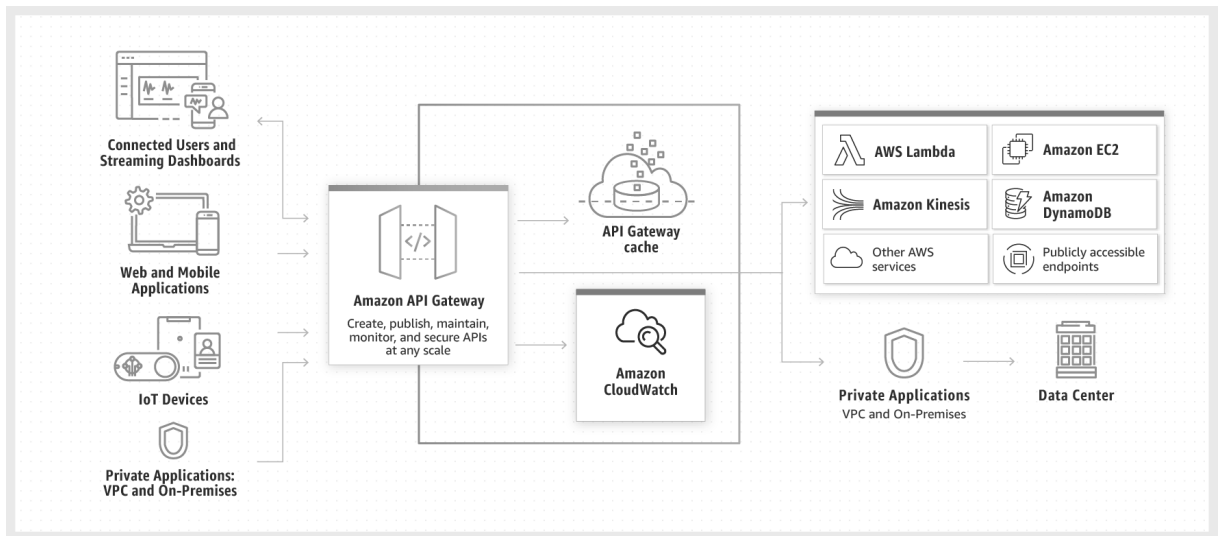 Connected Users and
Streaming Dashboards
Web and Mobile
Applications
IoT Devices
Private Applications:
VPC and On-Premises
</>
Amazon API Gateway
Create, publish, maintain,
monitor, and secure APIs
at any scale
API Gateway
cache
Amazon
CloudWatch
AWS Lambda
Amazon EC2
Amazon Kinesis
Amazon
DynamoDB
Other AWS
services
Publicly accessible
endpoints
Private Applications
VPC and On-Premises
Data Center